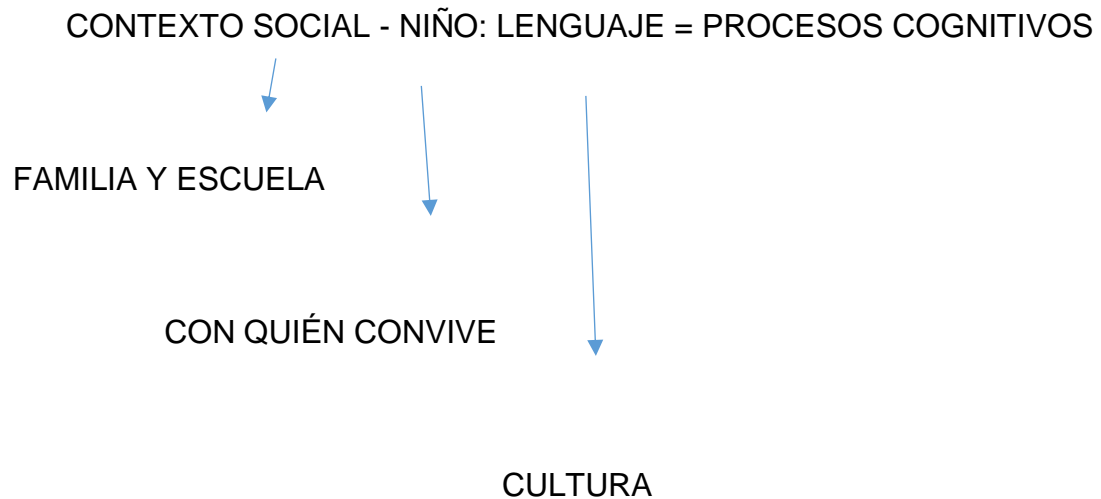 CONTEXTO SOCIAL - NIÑO: LENGUAJE = PROCESOS COGNITIVOS
FAMILIA Y ESCUELA
CON QUIÉN CONVIVE
CULTURA